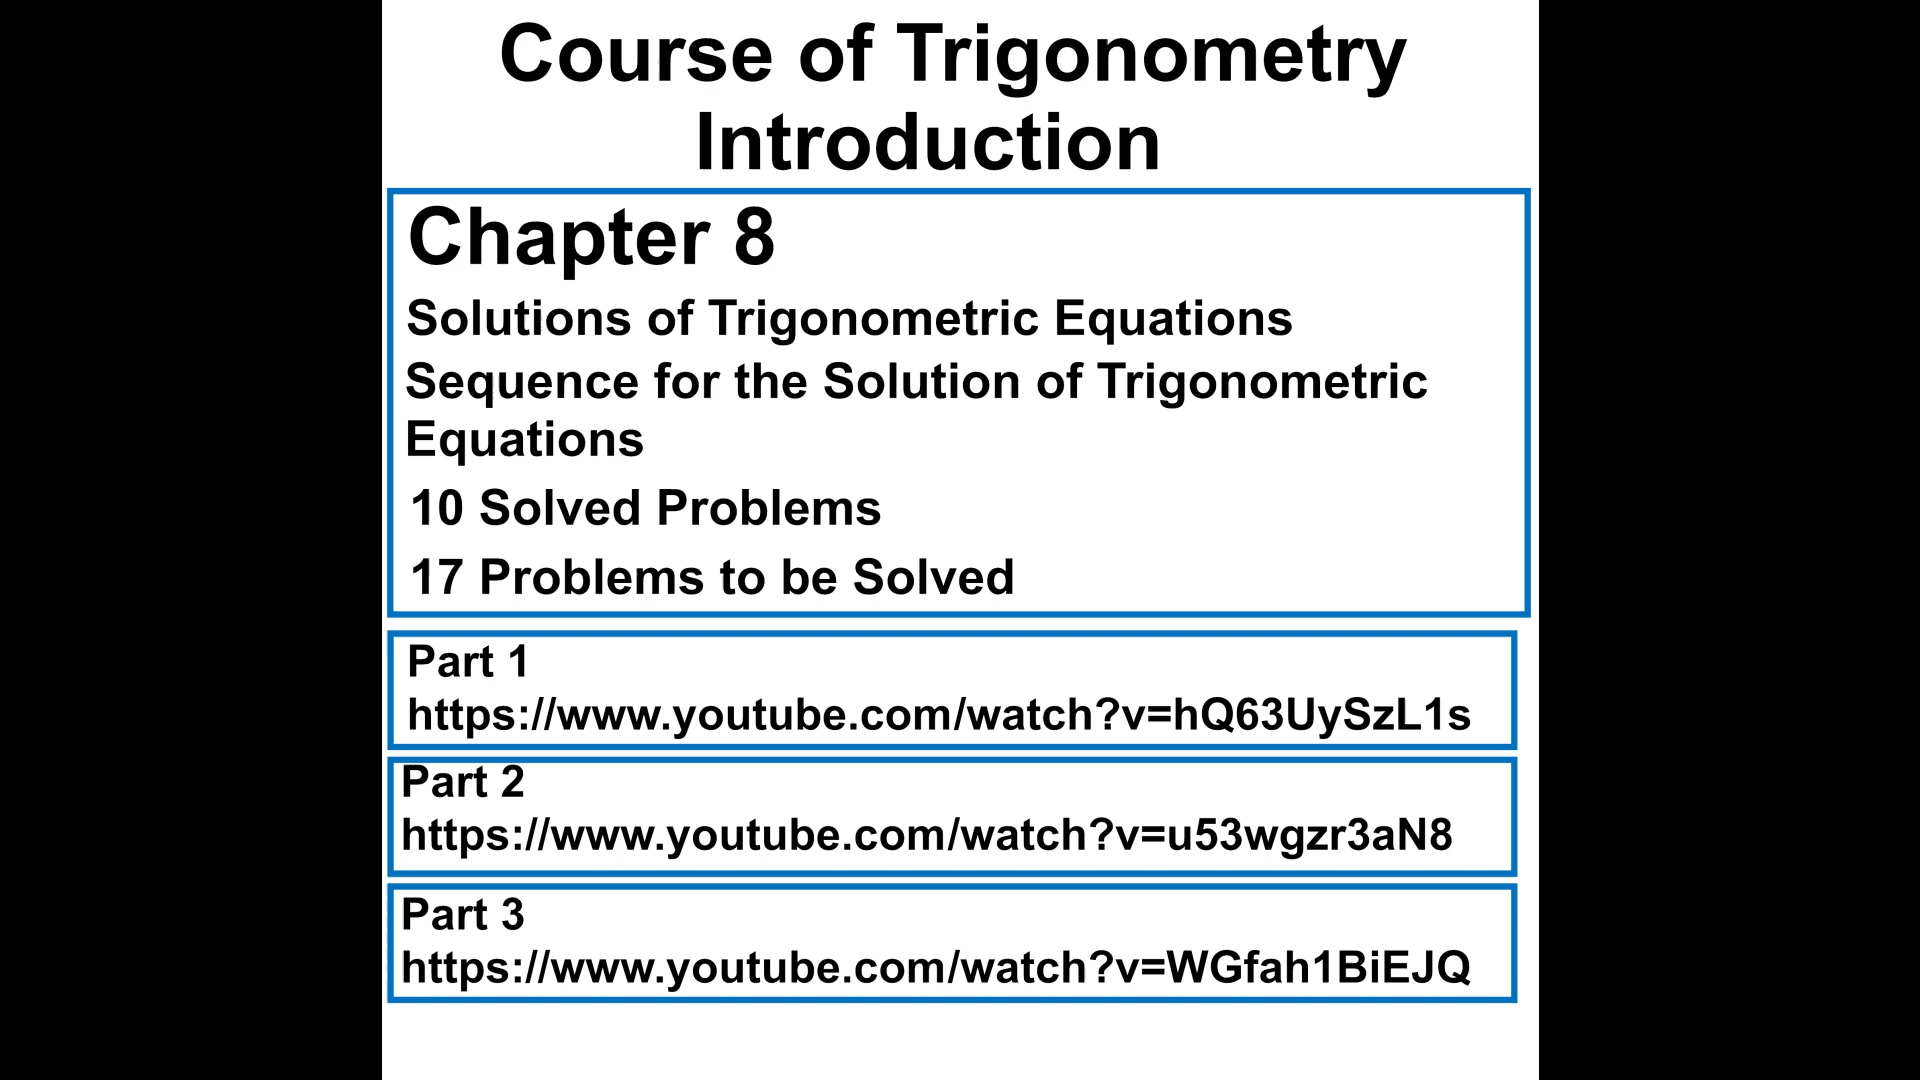 Course of Trigonometry
Introduction
Chapter 8
Solutions of Trigonometric Equations
Sequence for the Solution of Trigonometric
Equations
10 Solved Problems
17 Problems to be Solved
Part 1
https://www.youtube.com/watch?v=hQ63UySzL1s
Part 2
https://www.youtube.com/watch?v=u53wgzr3aN8
Part 3
https://www.youtube.com/watch?v=WGfah1BiEJQ